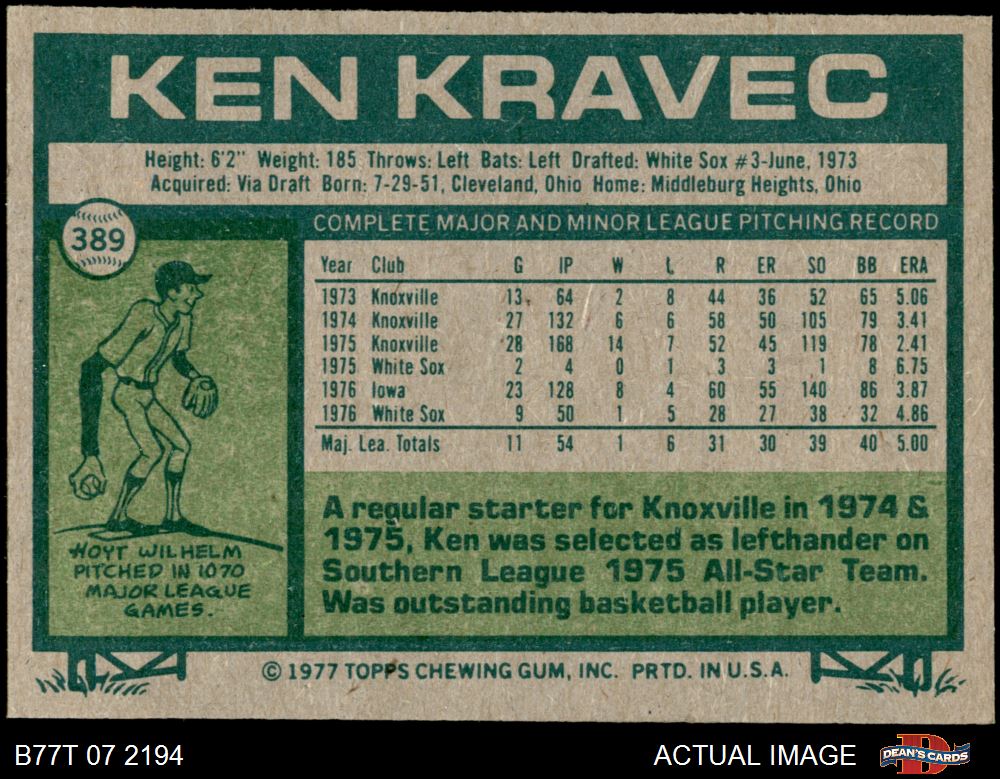 KEN KRAVEC
Height: 6'2" Weight: 185 Throws: Left Bats: Left Drafted: White Sox #3-June, 1973
Acquired: Via Draft Born: 7-29-51, Cleveland, Ohio Home: Middleburg Heights, Ohio
389
COMPLETE MAJOR AND MINOR LEAGUE PITCHING RECORD
Year Club G IP W L R ER SO BB ERA
1973 Knoxville 13 64 2 8 44 36 52 65 5.06
1974 Knoxville 27 132 6 6 58 50 105 79 3.41
1975 Knoxville 28 168 14 7 52 45 119 78 2.41
1975 White Sox 2 4 0 1 3 3 1 8 6.75
1976 Iowa 23 128 8 4 60 55 140 86 3.87
1976 White Sox 9 50 1 5 28 27 38 32 4.86
Maj. Lea. Totals 11 54 1 6 31 30 39 40 5.00
HOYT WILHELM
PITCHED IN 1070
MAJOR LEAGUE
GAMES.
A regular starter for Knoxville in 1974 &
1975, Ken was selected as lefthander on
Southern League 1975 All-Star Team.
Was outstanding basketball player.
© 1977 TOPPS CHEWING GUM, INC. PRTD. IN U.S.A.
B77T 07 2194
ACTUAL IMAGE
D
DEAN'S CARDS